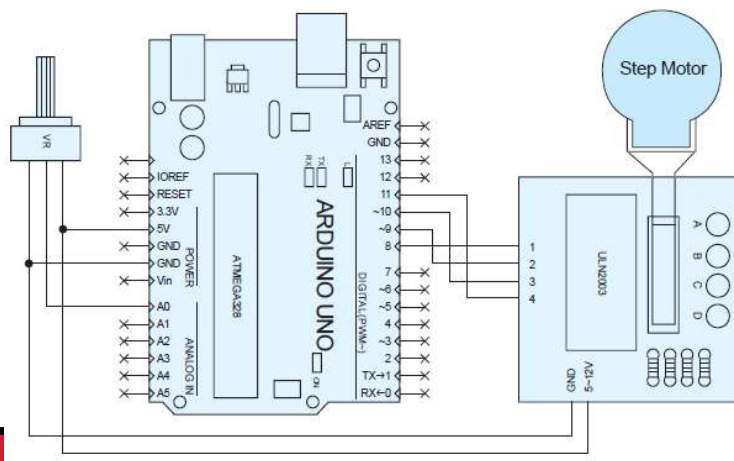 VR
IOREF
RESET
3.3V
5V
GND
GND
Vin
POWER
A0
A1
A2
A3
A4
A5
ANALOG IN
ATMEGA328
ARDUINO UNO
RX
TX
L
ON
DIGITAL(PWM~)
AREF
GND
13
12
11
~10
~9
8
7
~6
~5
4
~3
2
TX→1
RX←0
Step Motor
1
2
3
4
ULN2003
A
B
C
D
GND
5~12V